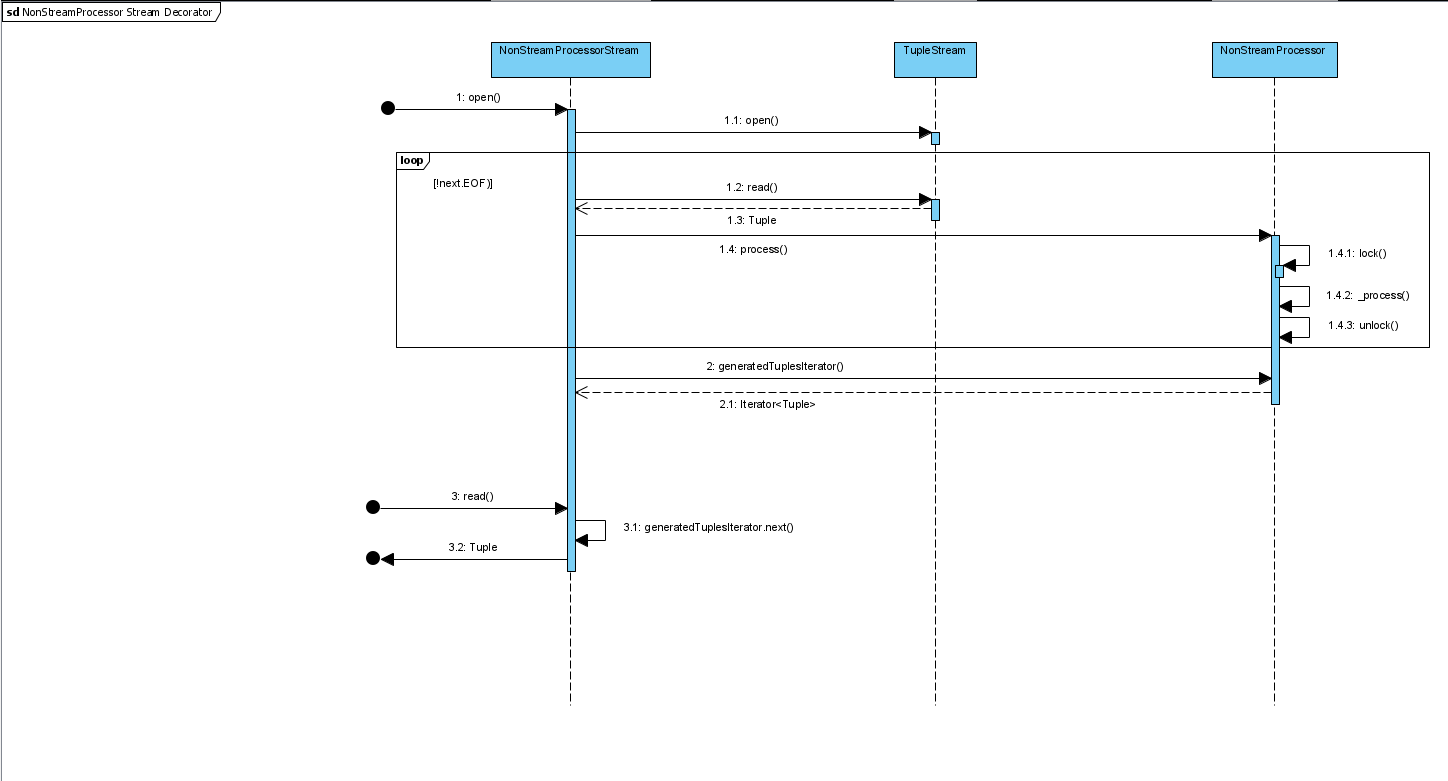 sd NonStreamProcessor Stream Decorator
NonStreamProcessorStream
TupleStream
NonStreamProcessor
1: open()
1.1: open()
loop
[!next.EOF)]
1.2: read()
1.3: Tuple
1.4: process()
1.4.1: lock()
1.4.2: _process()
1.4.3: unlock()
2: generatedTuplesIterator()
2.1: Iterator<Tuple>
3: read()
3.1: generatedTuplesIterator.next()
3.2: Tuple